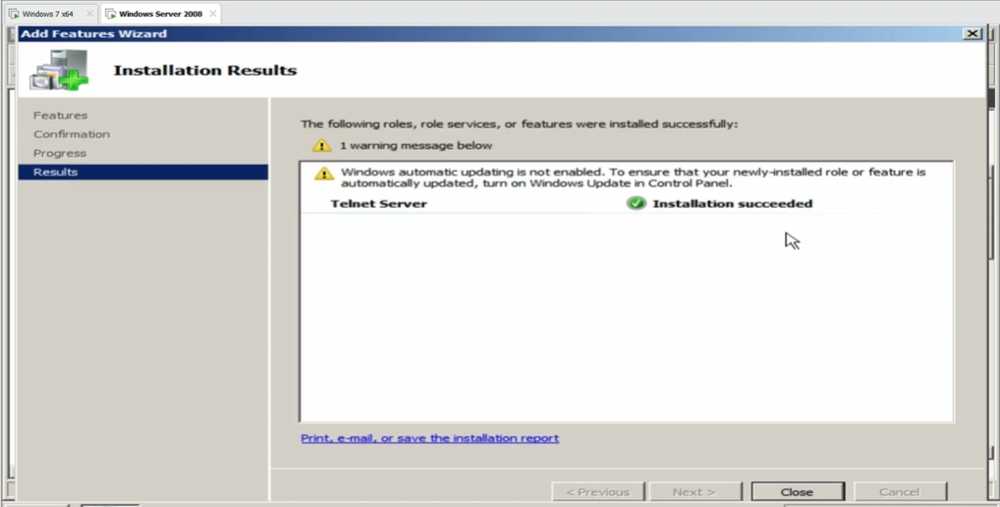 Windows 7 x64
Windows Server 2008
Add Features Wizard
Installation Results
Features
Confirmation
Progress
Results
The following roles, role services, or features were installed successfully:
1 warning message below
Windows automatic updating is not enabled. To ensure that your newly-installed role or feature is
automatically updated, turn on Windows Update in Control Panel.
Telnet Server
Installation succeeded
Print, e-mail, or save the installation report
< Previous
Next >
Close
Cancel